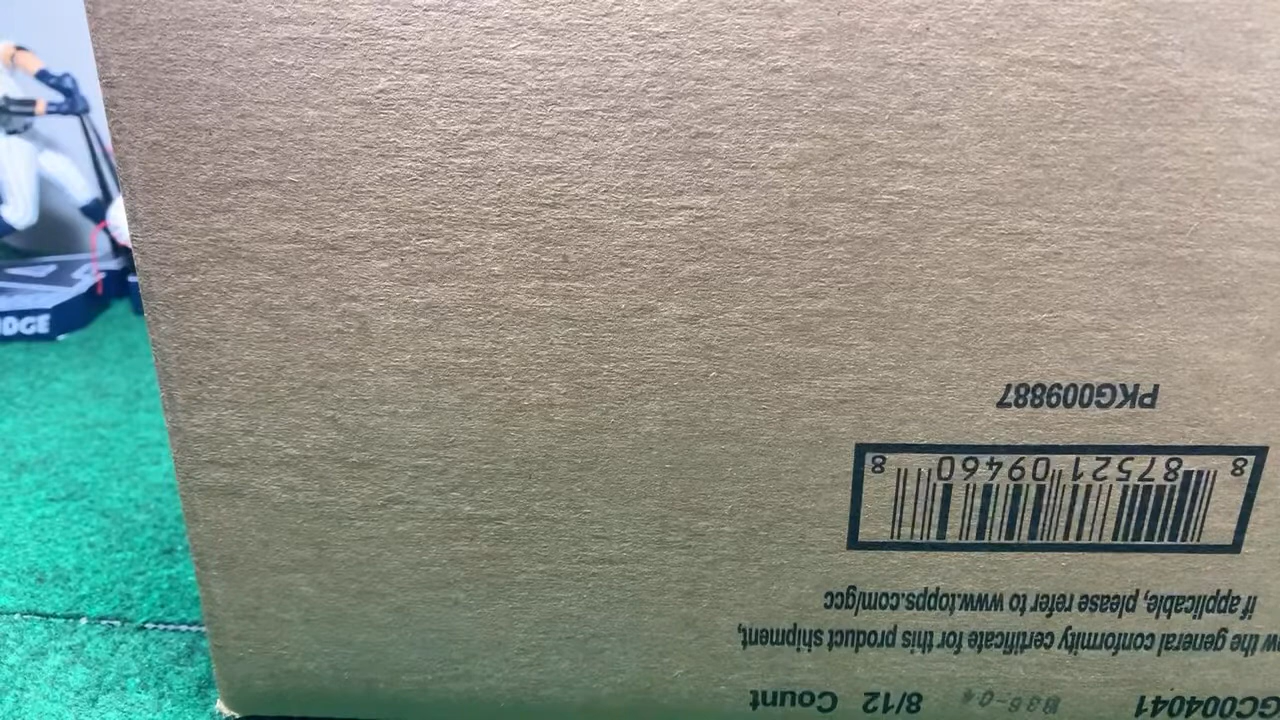 GC004041 8/12 Count
w the general conformity certificate for this product shipment,
if applicable, please refer to www.topps.com/gcc
8 87521 09460 8
PKG009887
DGE